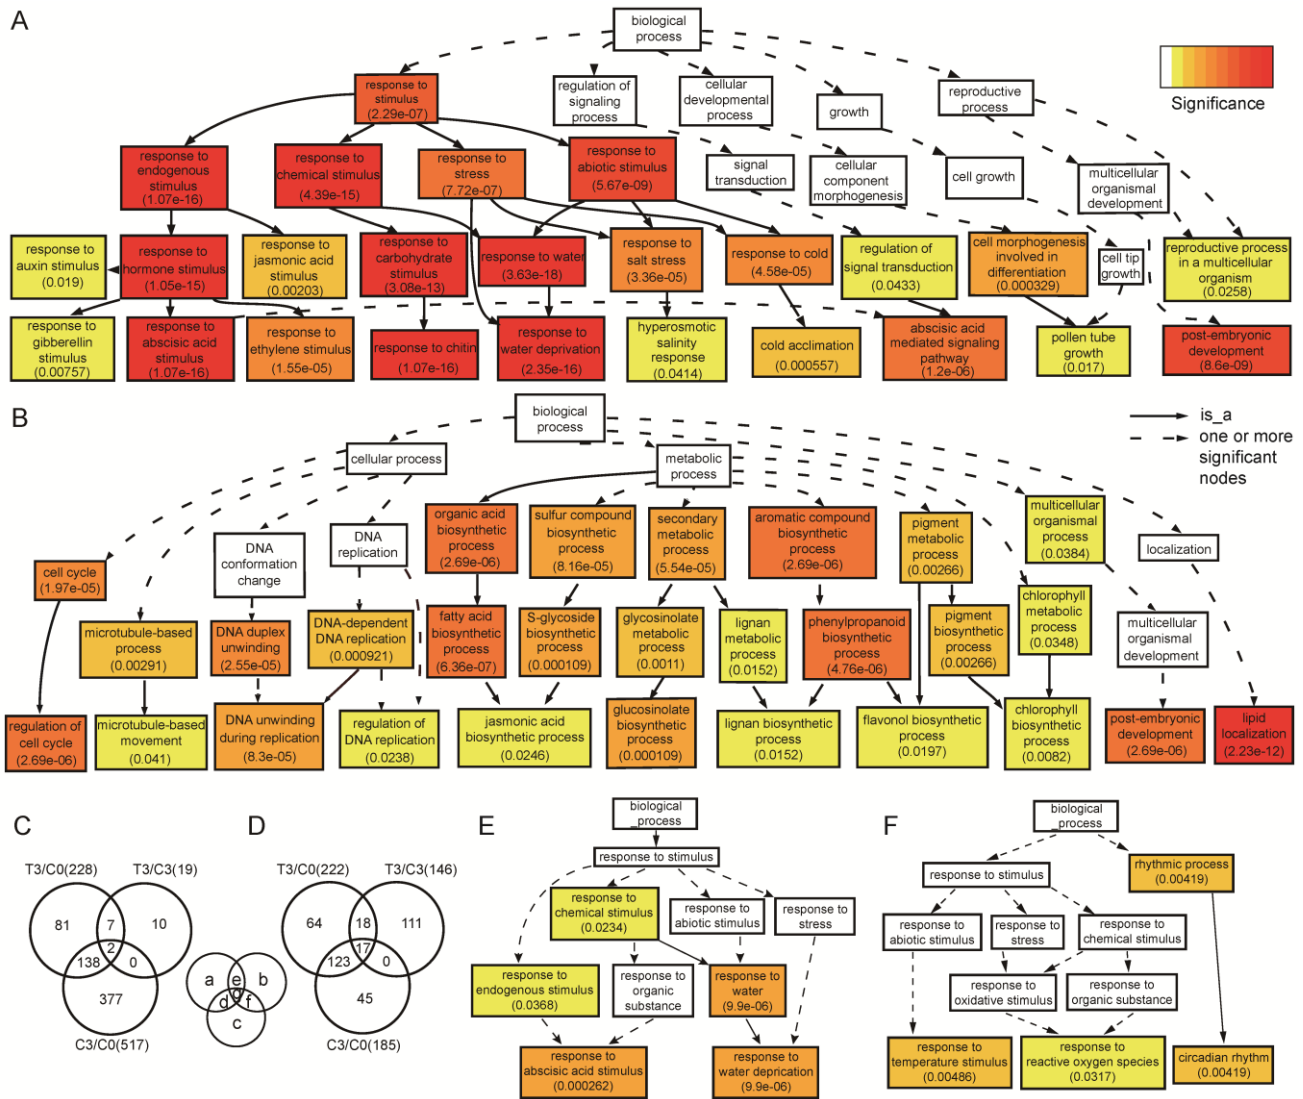 A
biological
process
Significance
response to
stimulus
(2.29e-07)
regulation of
signaling
process
cellular
developmental
process
growth
reproductive
process
response to
endogenous
stimulus
(1.07e-16)
response to
chemical stimulus
(4.39e-15)
response to
stress
(7.72e-07)
response to
abiotic stimulus
(5.67e-09)
signal
transduction
cellular
component
morphogenesis
cell growth
multicellular
organismal
development
response to
auxin stimulus
(0.019)
response to
hormone stimulus
(1.05e-15)
response to
jasmonic acid
stimulus
(0.00203)
response to
carbohydrate
stimulus
(3.08e-13)
response to water
(3.63e-18)
response to
salt stress
(3.36e-05)
response to cold
(4.58e-05)
regulation of
signal transduction
(0.0433)
cell morphogenesis
involved in
differentiation
(0.000329)
cell tip
growth
reproductive process
in a multicellular
organism
(0.0258)
response to
gibberellin
stimulus
(0.00757)
response to
abscisic acid
stimulus
(1.07e-16)
response to
ethylene stimulus
(1.55e-05)
response to chitin
(1.07e-16)
response to
water deprivation
(2.35e-16)
hyperosmotic
salinity
response
(0.0414)
cold acclimation
(0.000557)
abscisic acid
mediated signaling
pathway
(1.2e-06)
pollen tube
growth
(0.017)
post-embryonic
development
(8.6e-09)
B
biological
process
is_a
one or more
significant
nodes
cellular process
metabolic
process
organic acid
biosynthetic
process
(2.69e-06)
sulfur compound
biosynthetic
process
(8.16e-05)
secondary
metabolic
process
(5.54e-05)
aromatic compound
biosynthetic
process
(2.69e-06)
pigment
metabolic
process
(0.00266)
multicellular
organismal
process
(0.0384)
localization
DNA
conformation
change
DNA
replication
cell cycle
(1.97e-05)
microtubule-based
process
(0.00291)
DNA duplex
unwinding
(2.55e-05)
DNA-dependent
DNA replication
(0.000921)
fatty acid
biosynthetic
process
(6.36e-07)
S-glycoside
biosynthetic
process
(0.000109)
glycosinolate
metabolic
process
(0.0011)
lignan
metabolic
process
(0.0152)
phenylpropanoid
biosynthetic
process
(4.76e-06)
pigment
biosynthetic
process
(0.00266)
chlorophyll
metabolic
process
(0.0348)
multicellular
organismal
development
regulation of
cell cycle
(2.69e-06)
microtubule-based
movement
(0.041)
DNA unwinding
during replication
(8.3e-05)
regulation of
DNA replication
(0.0238)
jasmonic acid
biosynthetic process
(0.0246)
glucosinolate
biosynthetic
process
(0.000109)
lignan biosynthetic
process
(0.0152)
flavonol biosynthetic
process
(0.0197)
chlorophyll
biosynthetic
process
(0.0082)
post-embryonic
development
(2.69e-06)
lipid
localization
(2.23e-12)
C
T3/C0(228)
T3/C3(19)
81
7
10
2
138
0
377
C3/C0(517)
a
e
b
g
d
f
c
D
T3/C0(222)
T3/C3(146)
64
18
111
17
123
0
45
C3/C0(185)
E
biological
_process
response to stimulus
response to
chemical stimulus
(0.0234)
response to
abiotic stimulus
response to
stress
response to
endogenous stimulus
(0.0368)
response to
organic
substance
response to
water
(9.9e-06)
response to
abscisic acid stimulus
(0.000262)
response to
water deprication
(9.9e-06)
F
biological
_process
response to stimulus
rhythmic process
(0.00419)
response to
abiotic stimulus
response to
stress
response to
chemical stimulus
response to
oxidative stimulus
response to
organic substance
response to
temperature stimulus
(0.00486)
response to
reactive oxygen species
(0.0317)
circadian rhythm
(0.00419)